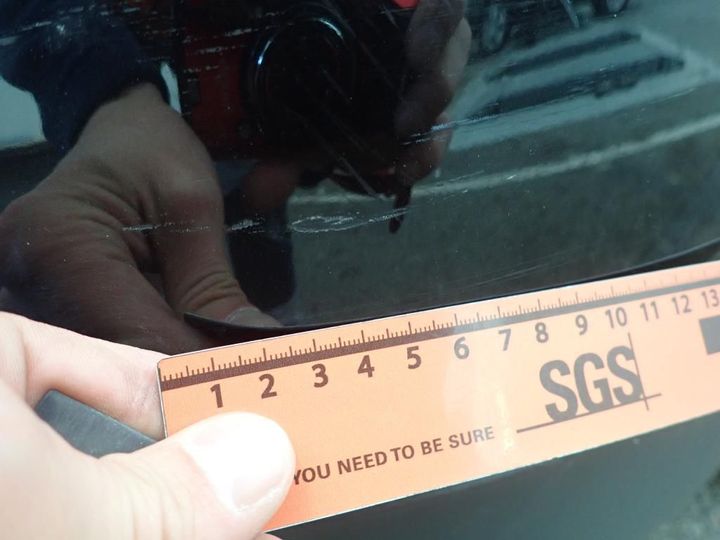 1 2 3 4 5 6 7 8 9 10 11 12 13
SGS
YOU NEED TO BE SURE